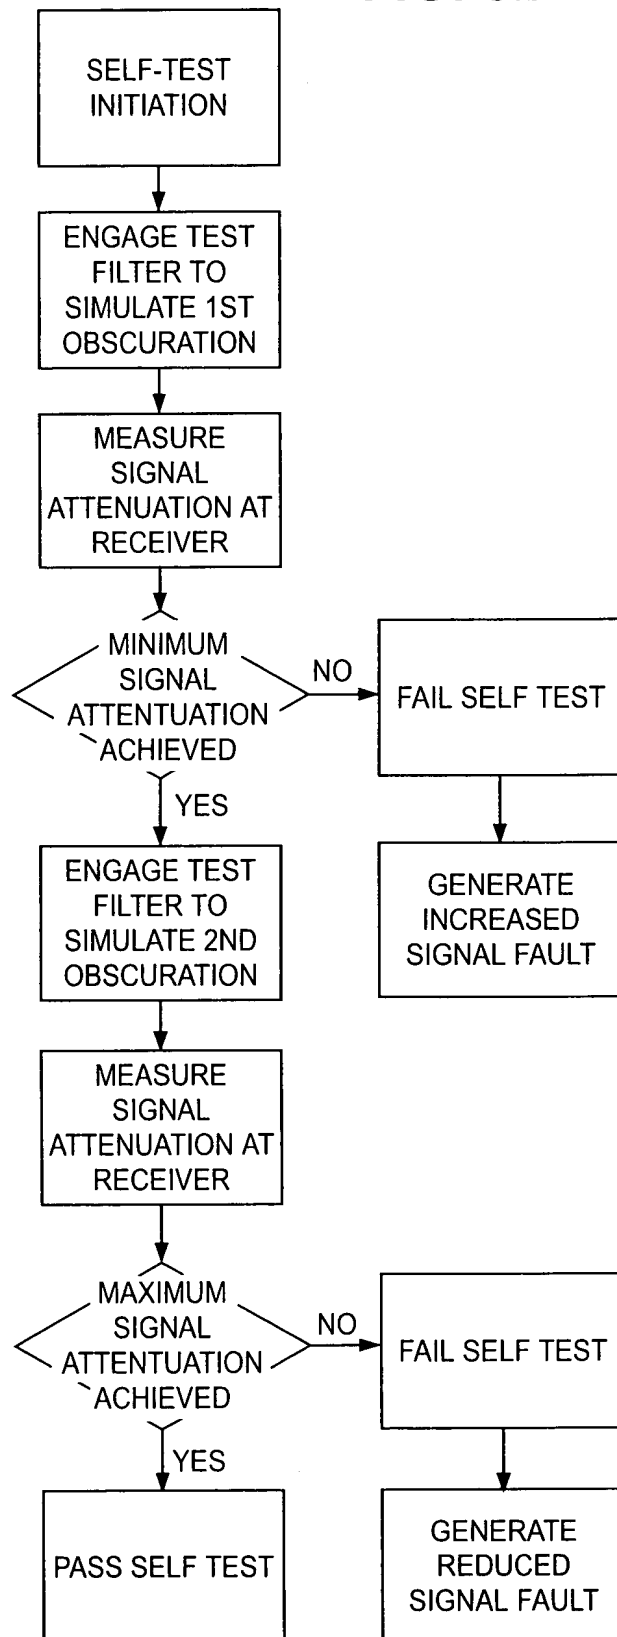 SELF-TEST
INITIATION
ENGAGE TEST
FILTER TO
SIMULATE 1ST
OBSCURATION
MEASURE
SIGNAL
ATTENUATION AT
RECEIVER
MINIMUM
SIGNAL
ATTENTUATION
ACHIEVED
NO
FAIL SELF TEST
GENERATE
INCREASED
SIGNAL FAULT
YES
ENGAGE TEST
FILTER TO
SIMULATE 2ND
OBSCURATION
MEASURE
SIGNAL
ATTENUATION AT
RECEIVER
MAXIMUM
SIGNAL
ATTENTUATION
ACHIEVED
NO
FAIL SELF TEST
GENERATE
REDUCED
SIGNAL FAULT
YES
PASS SELF TEST